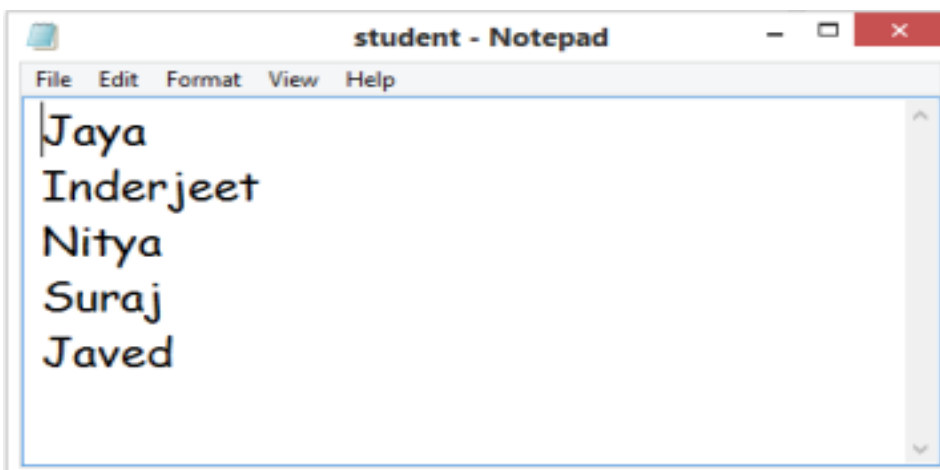 student - Notepad
File Edit Format View Help
Jaya
Inderjeet
Nitya
Suraj
Javed